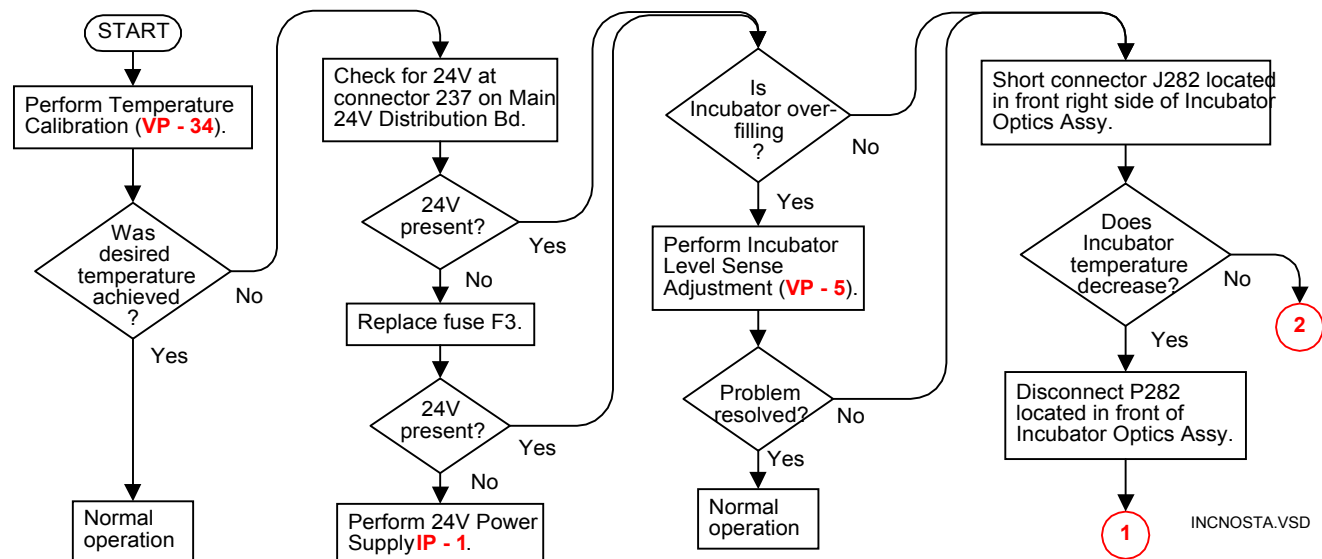 START
Perform Temperature
Calibration (VP - 34).
Was
desired
temperature
achieved
?
No
Yes
Normal
operation
Check for 24V at
connector 237 on Main
24V Distribution Bd.
24V
present?
Yes
No
Replace fuse F3.
24V
present?
Yes
No
Perform 24V Power
SupplyIP - 1.
Is
Incubator over-
filling
?
No
Yes
Perform Incubator
Level Sense
Adjustment (VP - 5).
Problem
resolved?
No
Yes
Normal
operation
Short connector J282 located
in front right side of Incubator
Optics Assy.
Does
Incubator
temperature
decrease?
No
2
Yes
Disconnect P282
located in front of
Incubator Optics Assy.
1
INCNOSTA.VSD